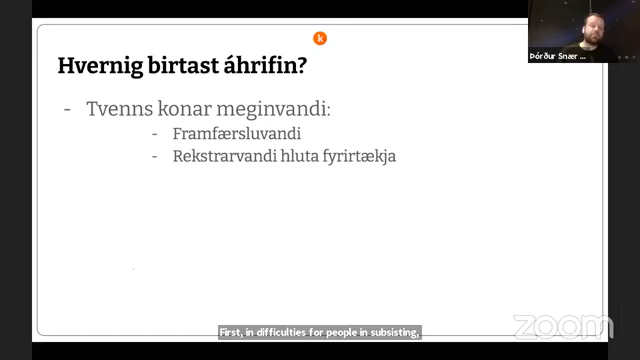 k
Hvernig birtast áhrifin?
- Tvenns konar meginvandi:
- Framfærsluvandi
- Rekstrarvandi hluta fyrirtækja
Þórður Snær ...
First, in difficulties for people in subsisting,
zoom